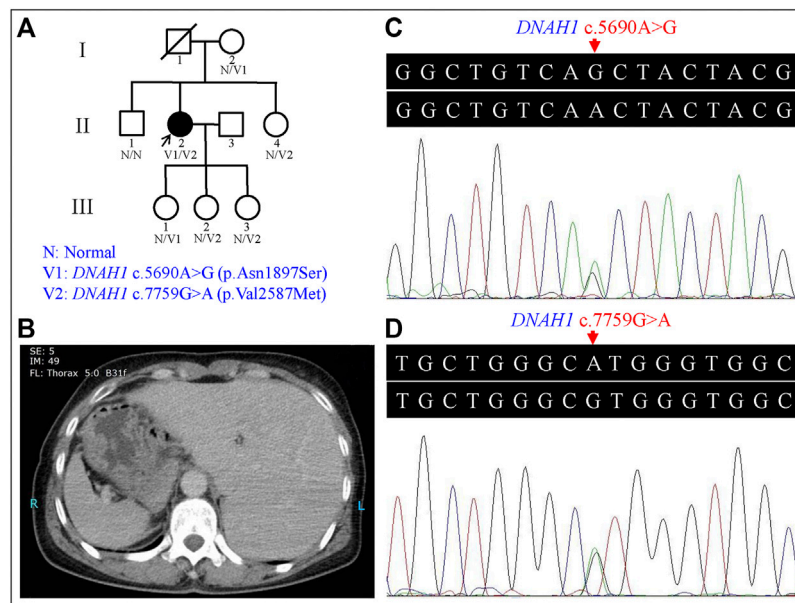 A
I
1
2
N/V1
II
1
N/N
2
V1/V2
3
4
N/V2
III
1
N/V1
2
N/V2
3
N/V2
N: Normal
V1: DNAH1 c.5690A>G (p.Asn1897Ser)
V2: DNAH1 c.7759G>A (p.Val2587Met)
B
SE: 5
IM: 49
FL: Thorax 5:0 B31f
R
L
C
DNAH1 c.5690A>G
G G C T G T C A G C T A C T A C G
G G C T G T C A A C T A C T A C G
D
DNAH1 c.7759G>A
T G C T G G G C A T G G G T G G C
T G C T G G G C G T G G G T G G C